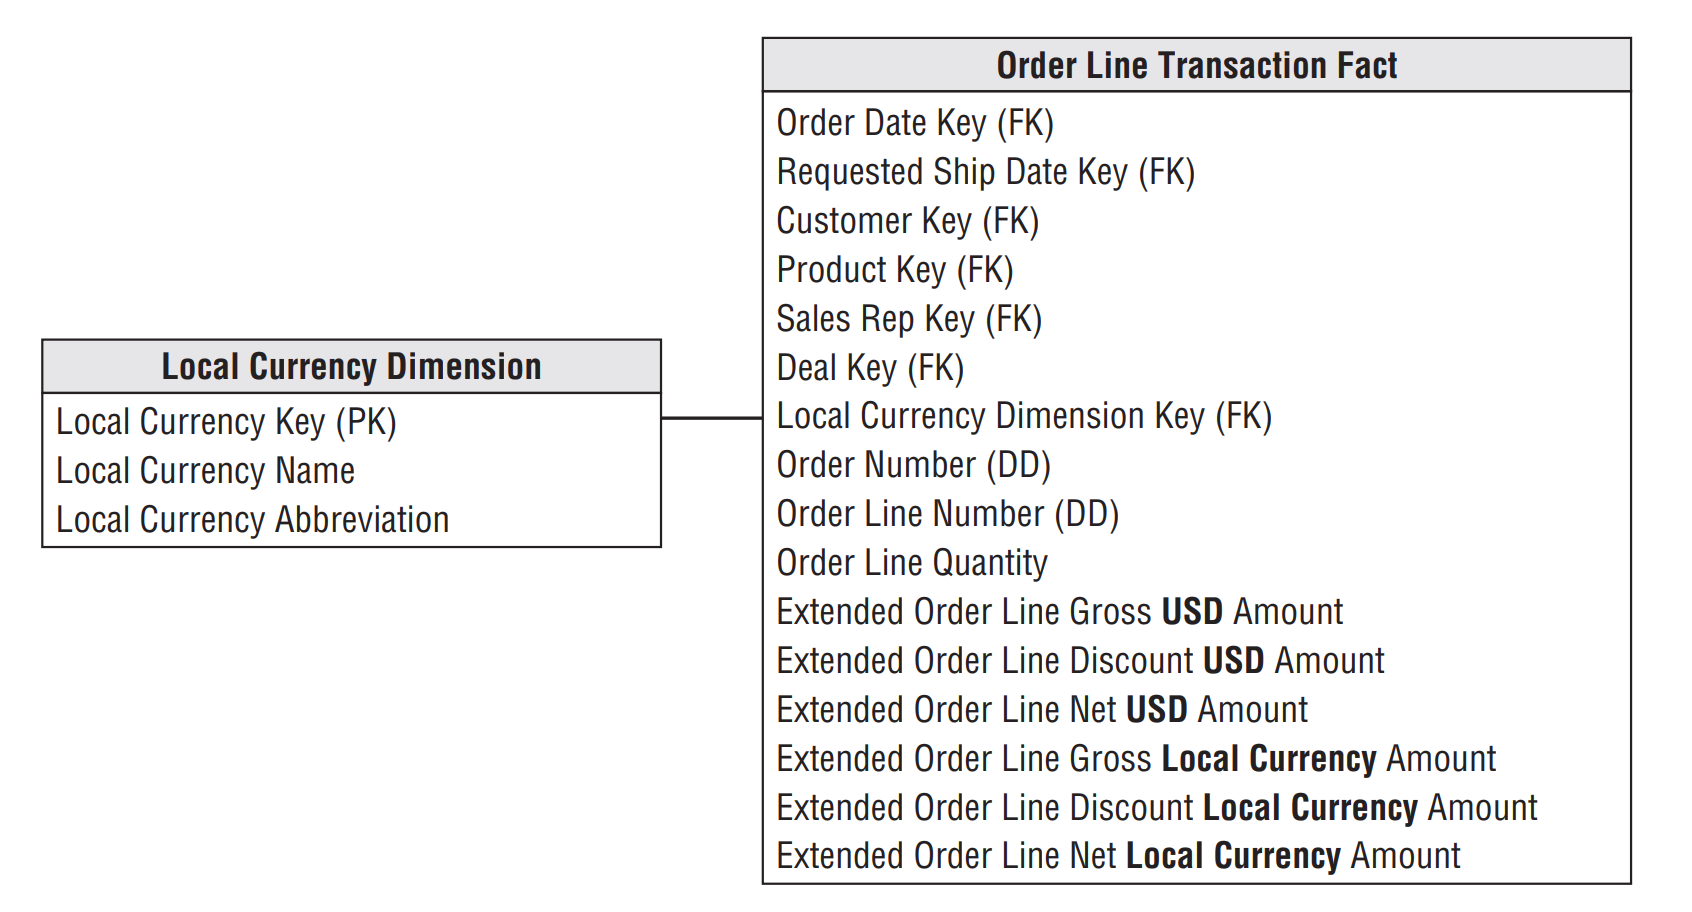 Local Currency Dimension
Local Currency Key (PK)
Local Currency Name
Local Currency Abbreviation
Order Line Transaction Fact
Order Date Key (FK)
Requested Ship Date Key (FK)
Customer Key (FK)
Product Key (FK)
Sales Rep Key (FK)
Deal Key (FK)
Local Currency Dimension Key (FK)
Order Number (DD)
Order Line Number (DD)
Order Line Quantity
Extended Order Line Gross USD Amount
Extended Order Line Discount USD Amount
Extended Order Line Net USD Amount
Extended Order Line Gross Local Currency Amount
Extended Order Line Discount Local Currency Amount
Extended Order Line Net Local Currency Amount